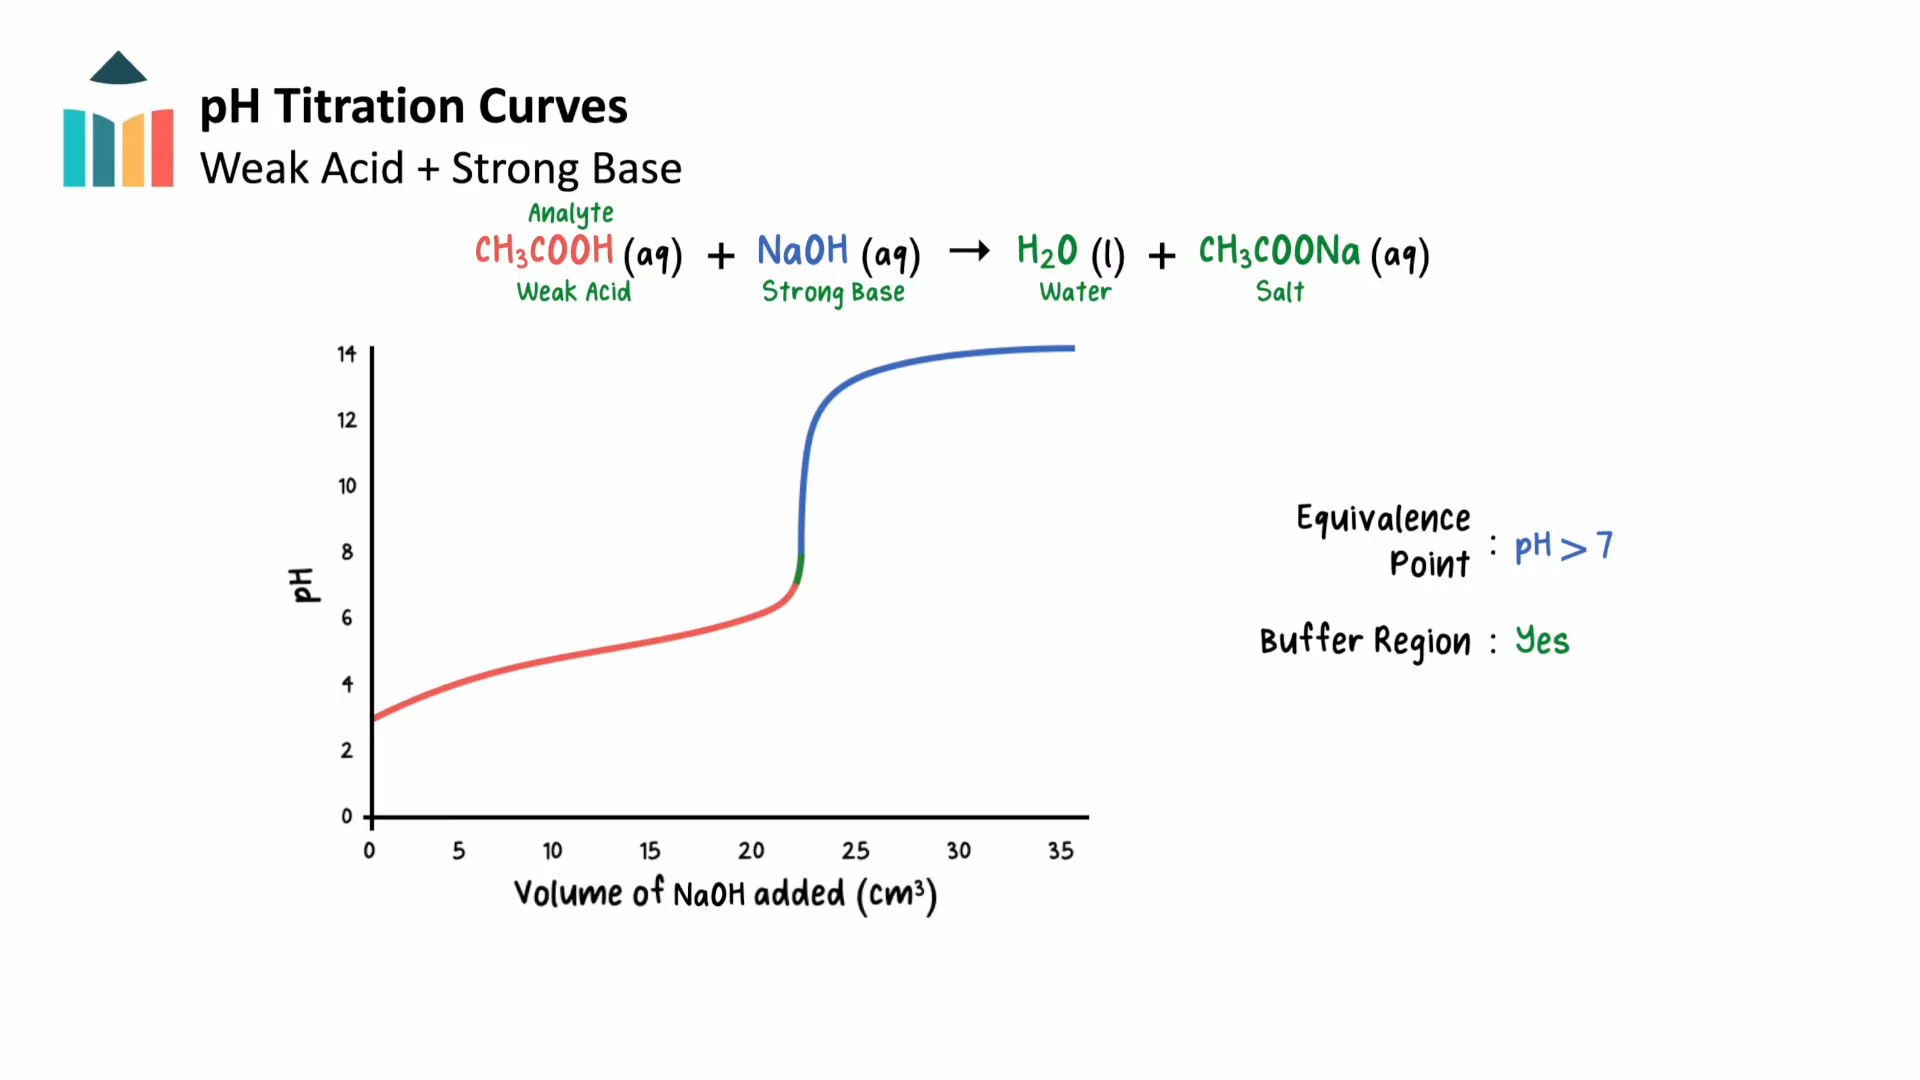 pH Titration Curves
Weak Acid + Strong Base
Analyte
CH₃COOH (aq) + NaOH (aq) → H₂O (l) + CH₃COONa (aq)
Weak Acid Strong Base Water Salt
14
12
10
8
6
4
2
0
pH
0 5 10 15 20 25 30 35
Volume of NaOH added (cm³)
Equivalence
Point : pH > 7
Buffer Region : Yes